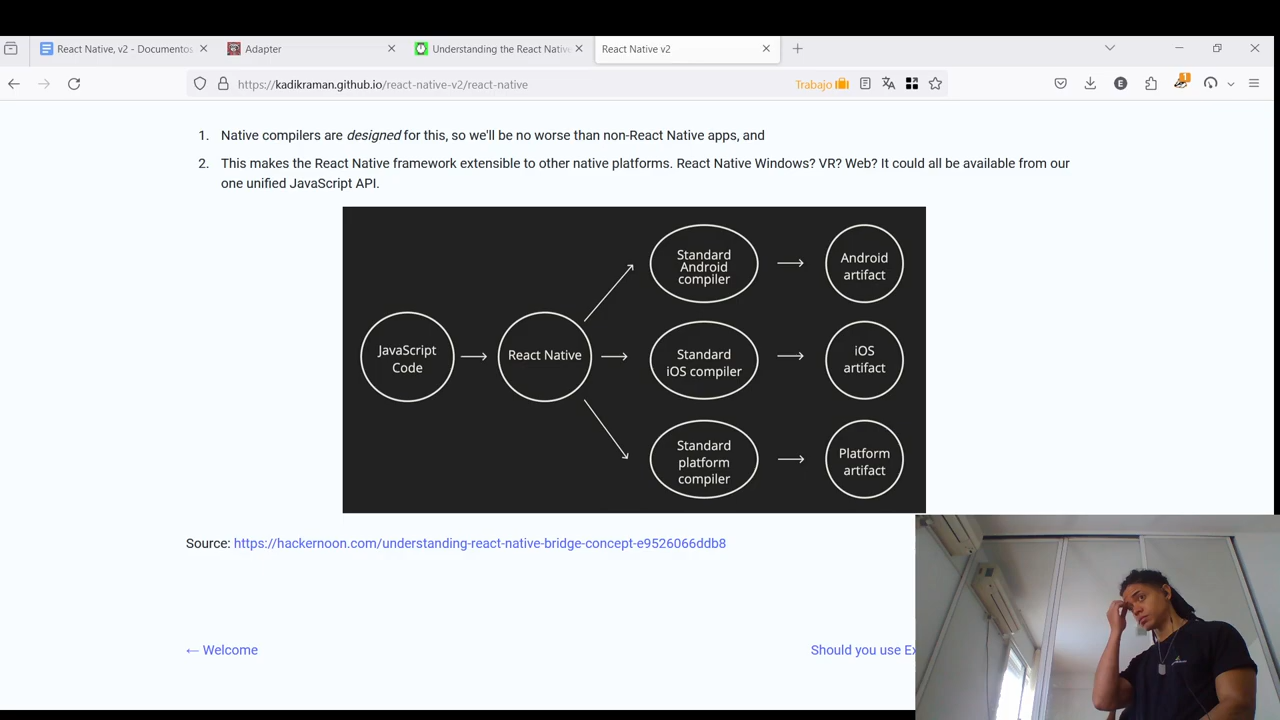 React Native, v2 - Documentos
Adapter
Understanding the React Native
React Native v2
https://kadikraman.github.io/react-native-v2/react-native
Trabajo
E
1
1. Native compilers are designed for this, so we'll be no worse than non-React Native apps, and
2. This makes the React Native framework extensible to other native platforms. React Native Windows? VR? Web? It could all be available from our
one unified JavaScript API.
JavaScript
Code
React Native
Standard
Android
compiler
Android
artifact
Standard
iOS compiler
iOS
artifact
Standard
platform
compiler
Platform
artifact
Source: https://hackernoon.com/understanding-react-native-bridge-concept-e9526066ddb8
← Welcome
Should you use Ex